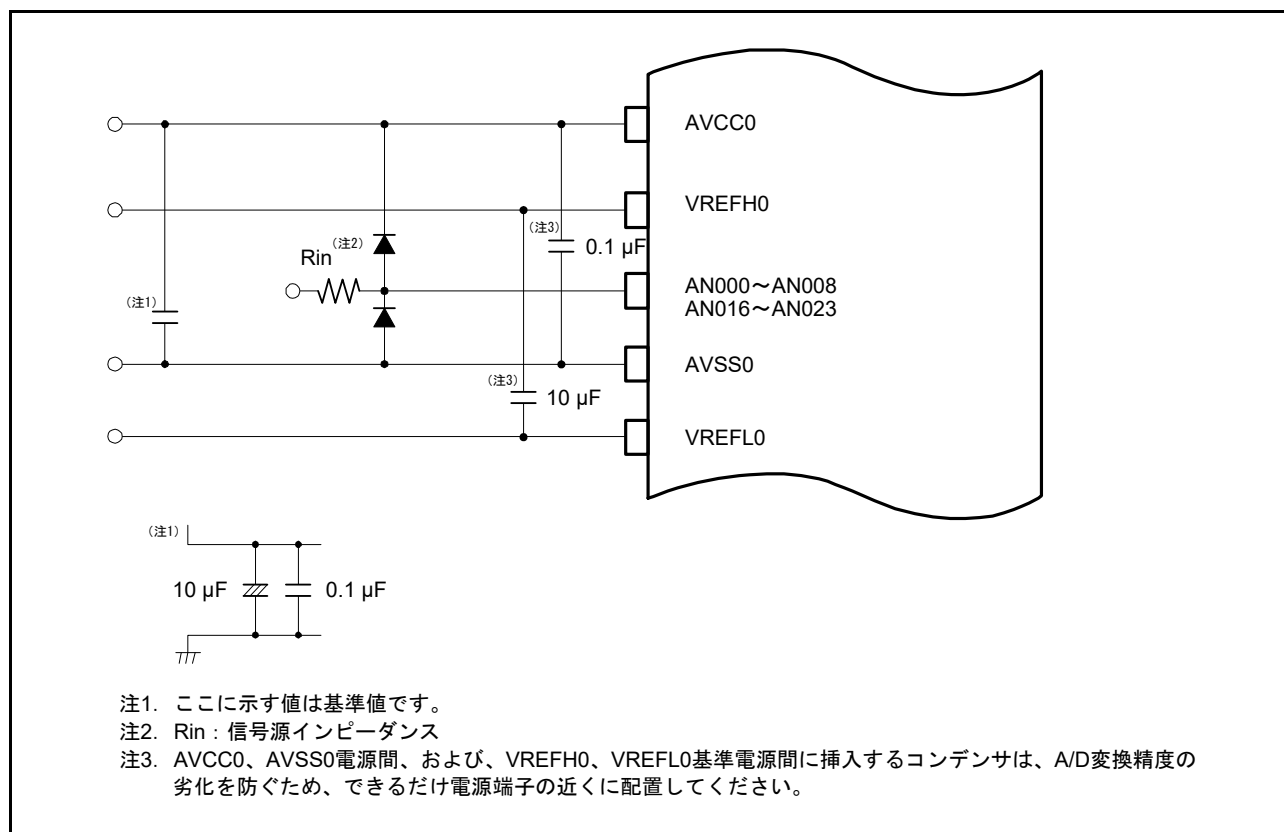 AVCC0
VREFH0
(注3)
0.1 µF
(注2)
Rin
AN000～AN008
AN016～AN023
(注1)
AVSS0
(注3)
10 µF
VREFL0
(注1)
10 µF
0.1 µF
注1. ここに示す値は基準値です。
注2. Rin：信号源インピーダンス
注3. AVCC0、AVSS0電源間、および、VREFH0、VREFL0基準電源間に挿入するコンデンサは、A/D変換精度の
劣化を防ぐため、できるだけ電源端子の近くに配置してください。